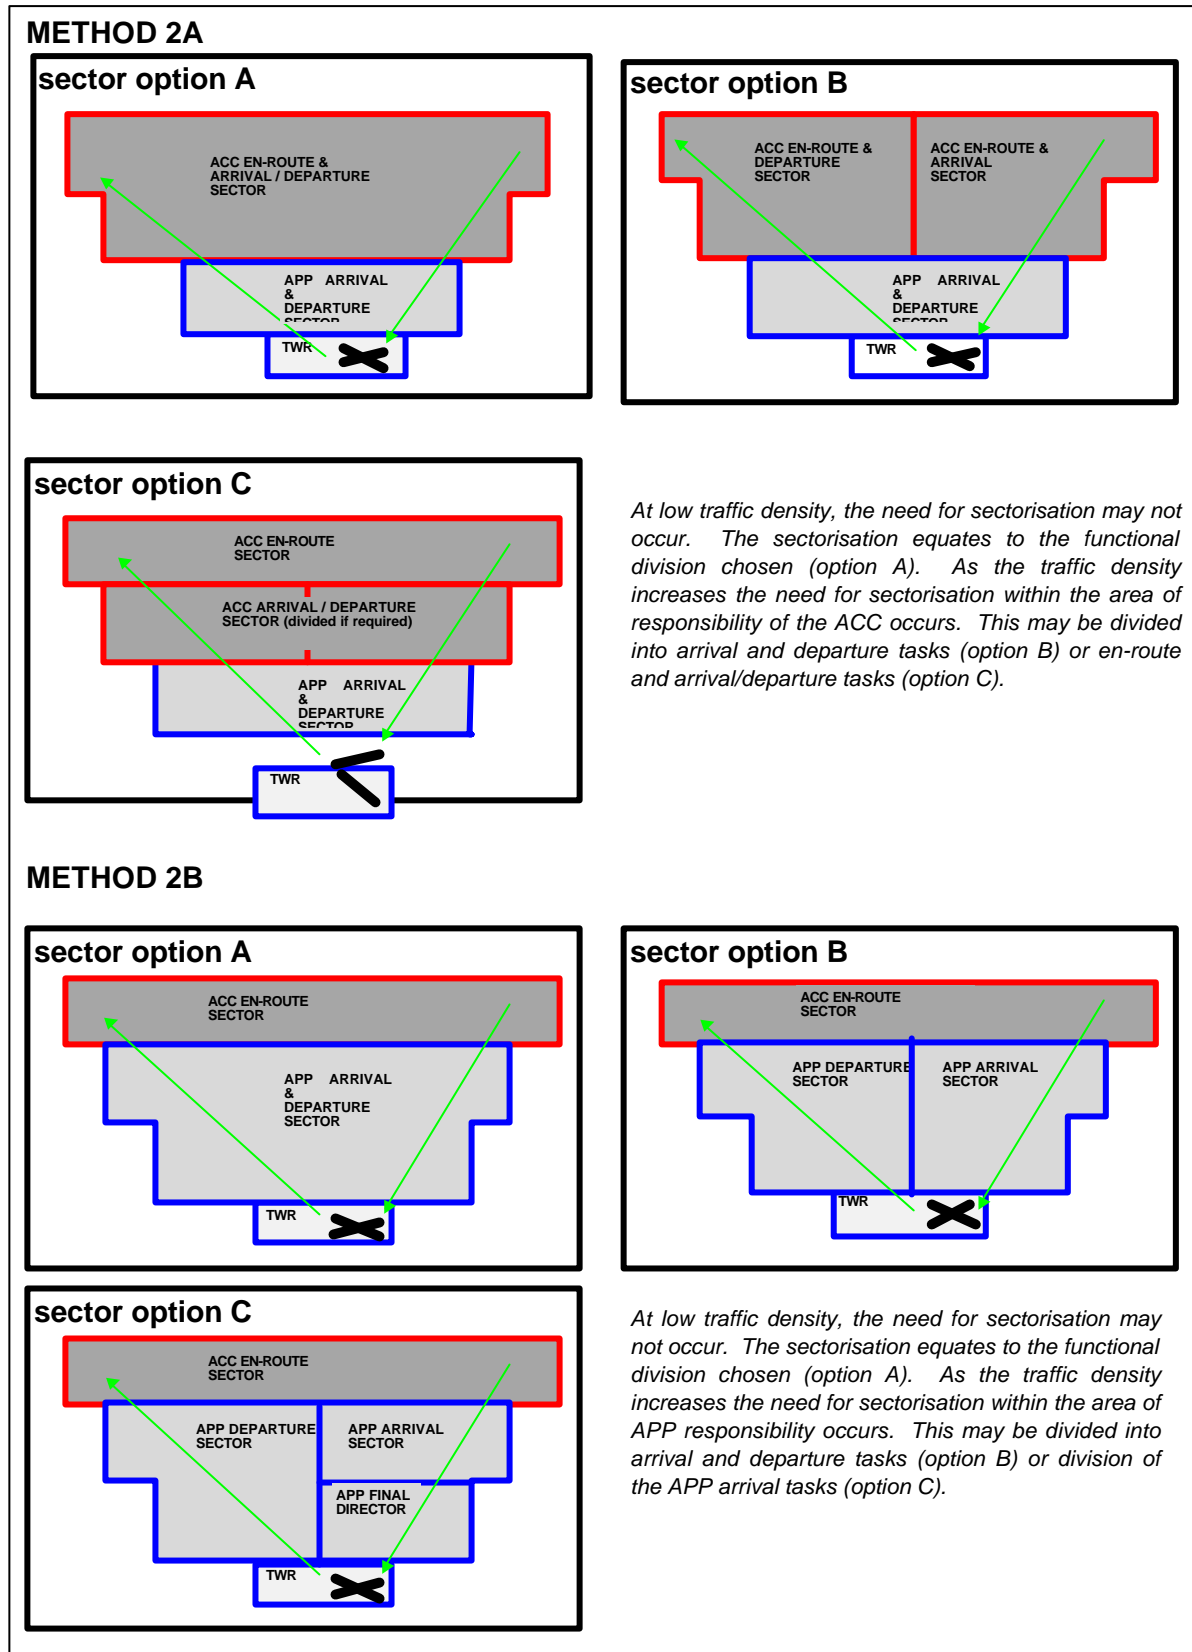 METHOD 2A
sector option A
ACC EN-ROUTE &
ARRIVAL / DEPARTURE
SECTOR
APP ARRIVAL
&
DEPARTURE
SECTOR
TWR
sector option B
ACC EN-ROUTE &
DEPARTURE
SECTOR
ACC EN-ROUTE &
ARRIVAL
SECTOR
APP ARRIVAL
&
DEPARTURE
SECTOR
TWR
sector option C
ACC EN-ROUTE
SECTOR
ACC ARRIVAL / DEPARTURE
SECTOR (divided if required)
APP ARRIVAL
&
DEPARTURE
SECTOR
TWR
At low traffic density, the need for sectorisation may not
occur. The sectorisation equates to the functional
division chosen (option A). As the traffic density
increases the need for sectorisation within the area of
responsibility of the ACC occurs. This may be divided
into arrival and departure tasks (option B) or en-route
and arrival/departure tasks (option C).
METHOD 2B
sector option A
ACC EN-ROUTE
SECTOR
APP ARRIVAL
&
DEPARTURE
SECTOR
TWR
sector option B
ACC EN-ROUTE
SECTOR
APP DEPARTURE
SECTOR
APP ARRIVAL
SECTOR
TWR
sector option C
ACC EN-ROUTE
SECTOR
APP DEPARTURE
SECTOR
APP ARRIVAL
SECTOR
APP FINAL
DIRECTOR
TWR
At low traffic density, the need for sectorisation may
not occur. The sectorisation equates to the functional
division chosen (option A). As the traffic density
increases the need for sectorisation within the area of
APP responsibility occurs. This may be divided into
arrival and departure tasks (option B) or division of
the APP arrival tasks (option C).